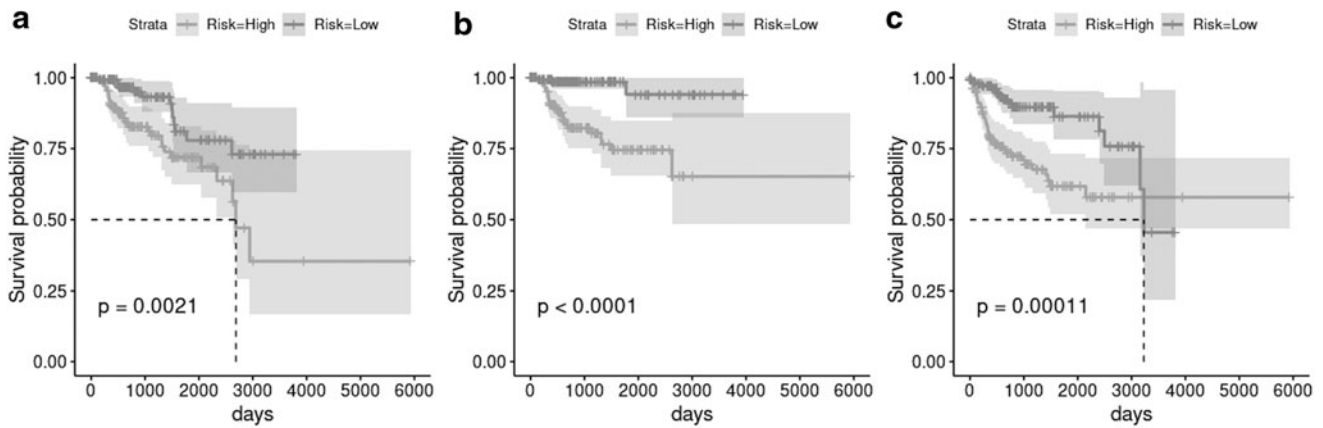 a
Strata Risk=High Risk=Low
Survival probability
1.00
0.75
0.50
0.25
0.00
p = 0.0021
0 1000 2000 3000 4000 5000 6000
days
b
Strata Risk=High Risk=Low
Survival probability
1.00
0.75
0.50
0.25
0.00
p < 0.0001
0 1000 2000 3000 4000 5000 6000
days
c
Strata Risk=High Risk=Low
Survival probability
1.00
0.75
0.50
0.25
0.00
p = 0.00011
0 1000 2000 3000 4000 5000 6000
days